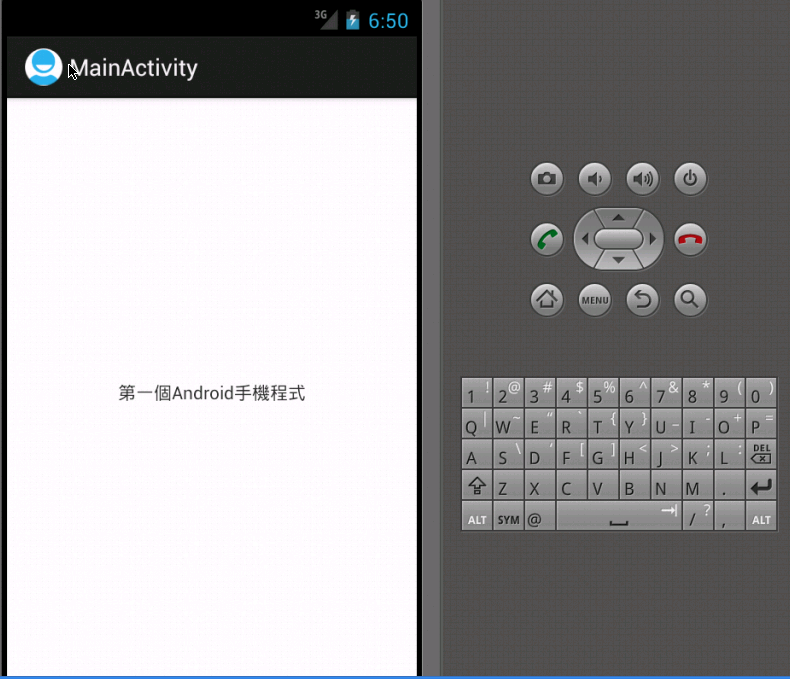 3G 6:50
MainActivity
第一個Android手機程式
MENU
1 ! 2 @ 3 # 4 $ 5 % 6 ^ 7 & 8 * 9 ( 0 )
Q | W ~ E “ R ` T { Y } U _ I - O + P =
A S \ D ‘ F [ G ] H < J > K ; L : DEL
Z X C V B N M .
ALT SYM @ / ? , ALT